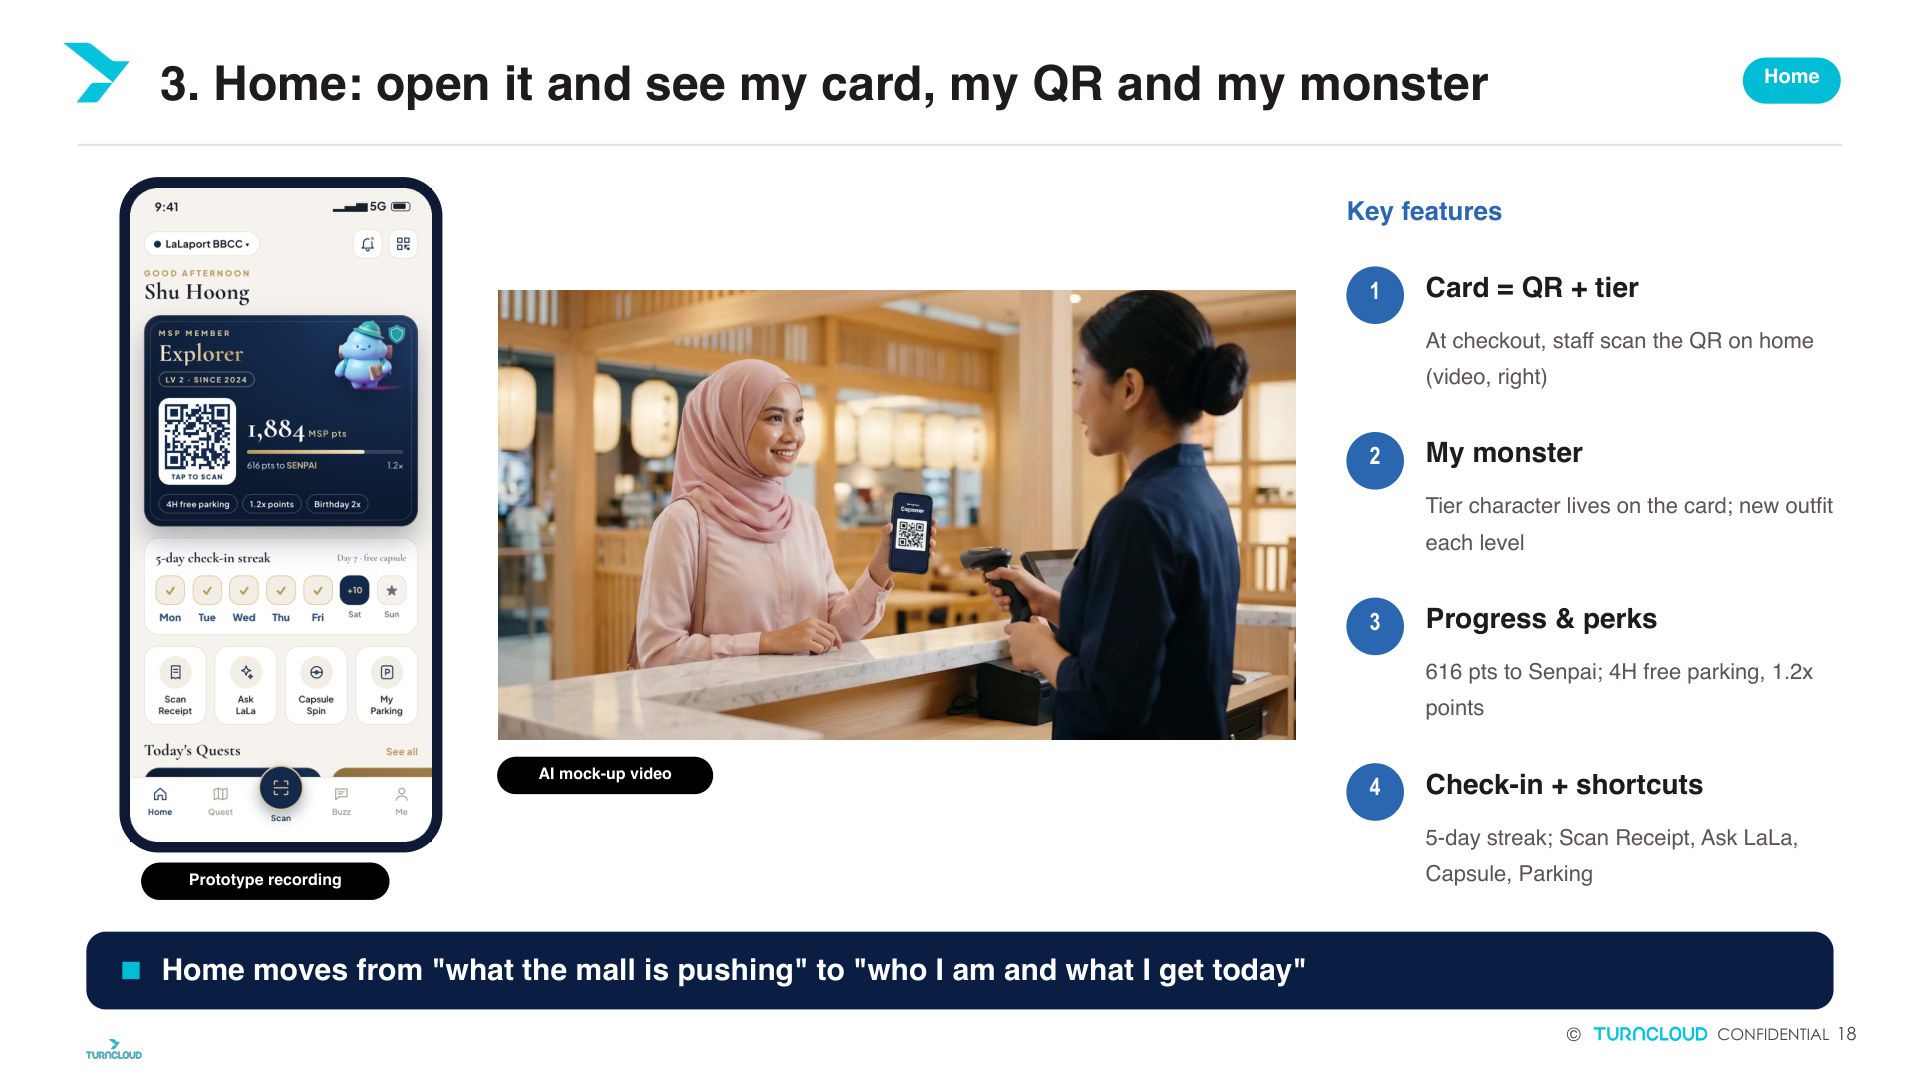 3. Home: open it and see my card, my QR and my monster
Home
9:41
5G
LaLaport BBCC
GOOD AFTERNOON
Shu Hoong
MSP MEMBER
Explorer
LV 2 · SINCE 2024
1,884 MSP pts
616 pts to SENPAI
1.2x
TAP TO SCAN
4H free parking
1.2x points
Birthday 2x
5-day check-in streak
Day 7 · free capsule
+10
Mon Tue Wed Thu Fri Sat Sun
Scan Receipt
Ask LaLa
Capsule Spin
My Parking
Today's Quests
See all
Home Quest Scan Buzz Me
Prototype recording
AI mock-up video
Key features
1
Card = QR + tier
At checkout, staff scan the QR on home
(video, right)
2
My monster
Tier character lives on the card; new outfit
each level
3
Progress & perks
616 pts to Senpai; 4H free parking, 1.2x
points
4
Check-in + shortcuts
5-day streak; Scan Receipt, Ask LaLa,
Capsule, Parking
Home moves from "what the mall is pushing" to "who I am and what I get today"
TURNCLOUD
© TURNCLOUD CONFIDENTIAL 18